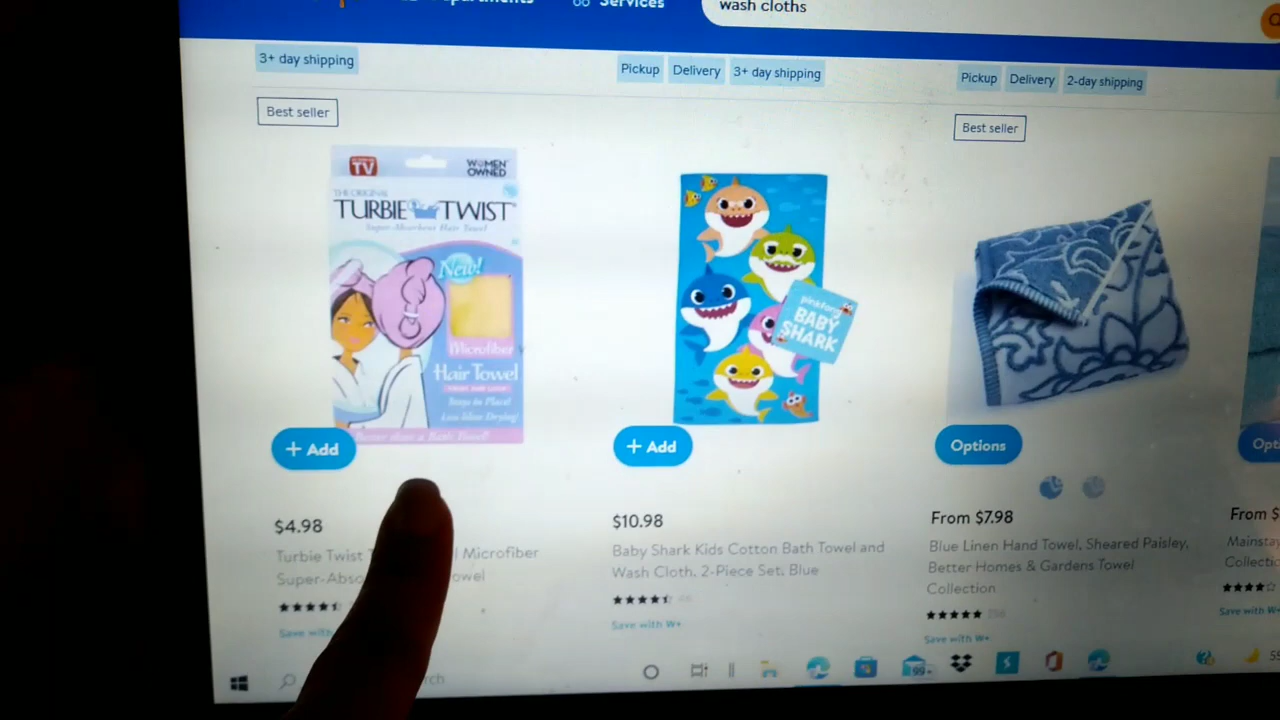 Services
wash cloths
3+ day shipping
Pickup Delivery 3+ day shipping
Pickup Delivery 2-day shipping
Best seller
Best seller
TV
WOMEN OWNED
THE ORIGINAL
TURBIE TWIST
Super-Absorbent Hair Towel
New!
Microfiber
Hair Towel
pinkfong
BABY
SHARK
+ Add
+ Add
Options
$4.98
Turbie Twist Microfiber
Super-Abso
$10.98
Baby Shark Kids Cotton Bath Towel and
Wash Cloth, 2-Piece Set, Blue
Save with W+
From $7.98
Blue Linen Hand Towel, Sheared Paisley,
Better Homes & Gardens Towel
Collection
Save with W+
From $
Save with
99+